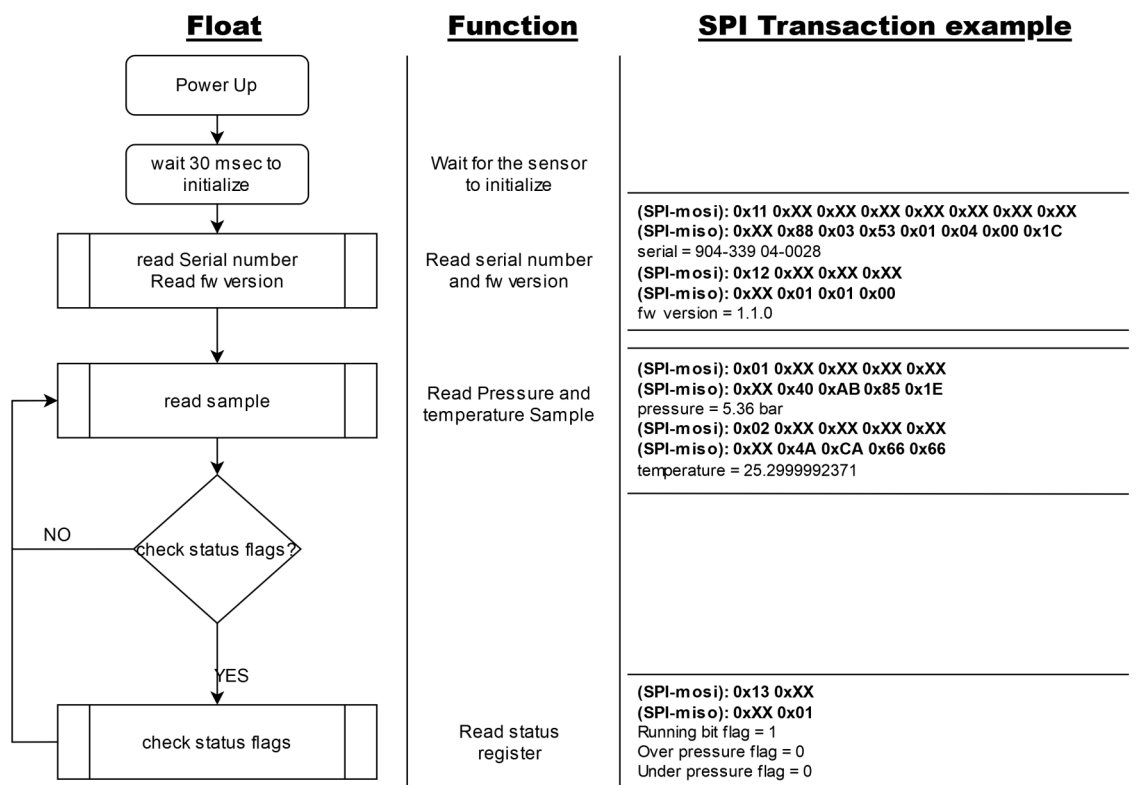 Float
Function
SPI Transaction example
Power Up
wait 30 msec to
initialize
Wait for the sensor
to initialize
read Serial number
Read fw version
Read serial number
and fw version
(SPI-mosi): 0x11 0xXX 0xXX 0xXX 0xXX 0xXX 0xXX 0xXX
(SPI-miso): 0xXX 0x88 0x03 0x53 0x01 0x04 0x00 0x1C
serial = 904-339 04-0028
(SPI-mosi): 0x12 0xXX 0xXX 0xXX
(SPI-miso): 0xXX 0x01 0x01 0x00
fw version = 1.1.0
read sample
Read Pressure and
temperature Sample
(SPI-mosi): 0x01 0xXX 0xXX 0xXX 0xXX
(SPI-miso): 0xXX 0x40 0xAB 0x85 0x1E
pressure = 5.36 bar
(SPI-mosi): 0x02 0xXX 0xXX 0xXX 0xXX
(SPI-miso): 0xXX 0x4A 0xCA 0x66 0x66
temperature = 25.2999992371
NO
check status flags?
YES
check status flags
Read status
register
(SPI-mosi): 0x13 0xXX
(SPI-miso): 0xXX 0x01
Running bit flag = 1
Over pressure flag = 0
Under pressure flag = 0